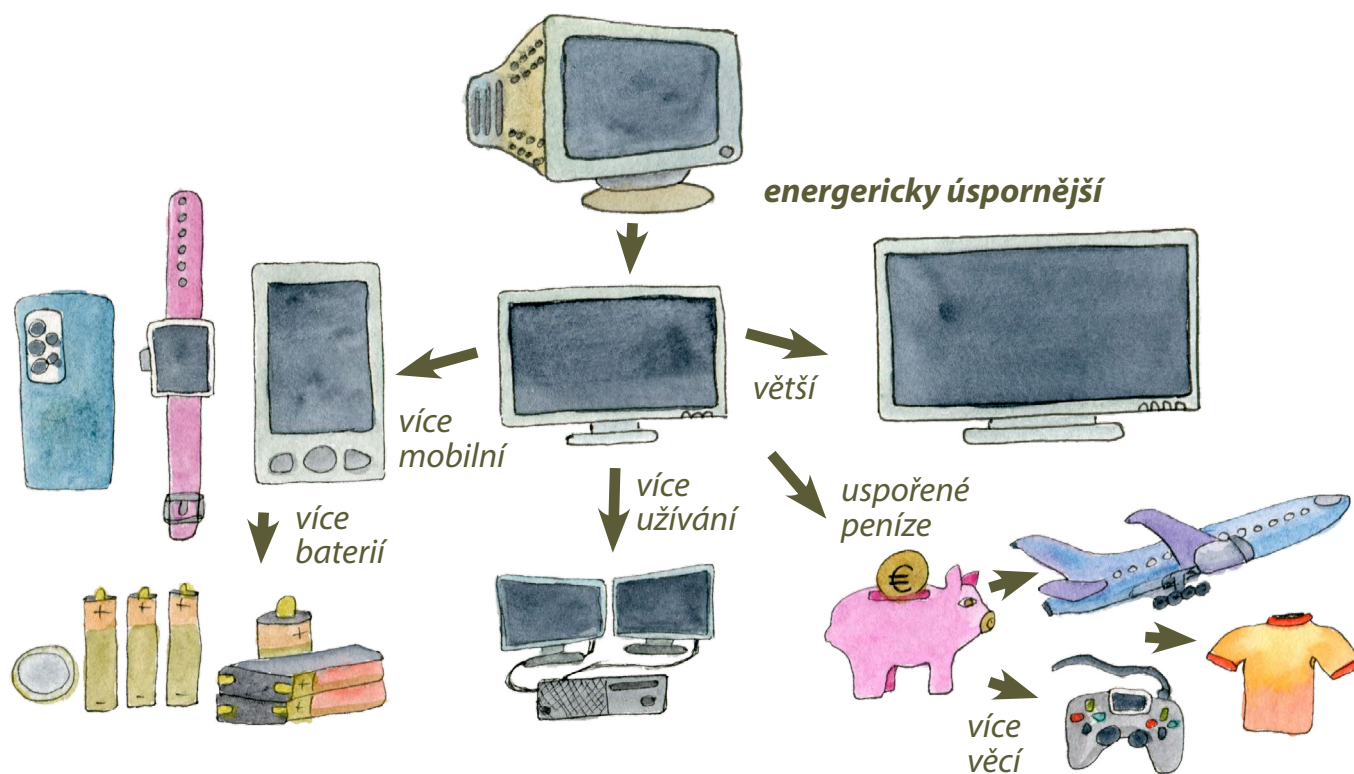 energericky úspornější
větší
více
mobilní
více
užívání
uspořené
peníze
více
baterií
€
+
+
+
+
+
-
-
-
více
věcí